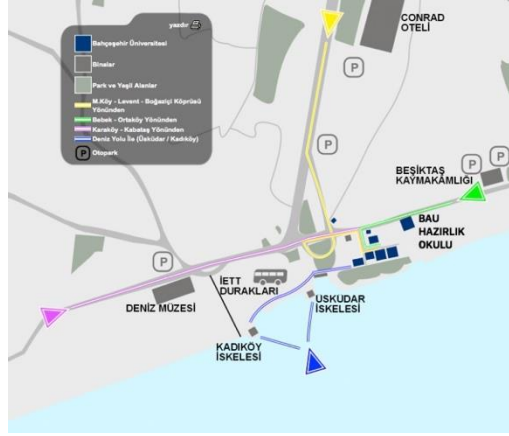 yazdır
Bahçeşehir Üniversitesi
Binalar
Park ve Yeşil Alanlar
M.Köy - Levent - Boğaziçi Köprüsü
Yönünden
Bebek - Ortaköy Yönünden
Karaköy - Kabataş Yönünden
Deniz Yolu İle (Üsküdar / Kadıköy)
P Otopark
CONRAD
OTELİ
P
P
P
P
P
BEŞİKTAŞ
KAYMAKAMLIĞI
BAU
HAZIRLIK
OKULU
İETT
DURAKLARI
DENİZ MÜZESİ
USKÜDAR
İSKELESİ
KADIKÖY
İSKELESİ